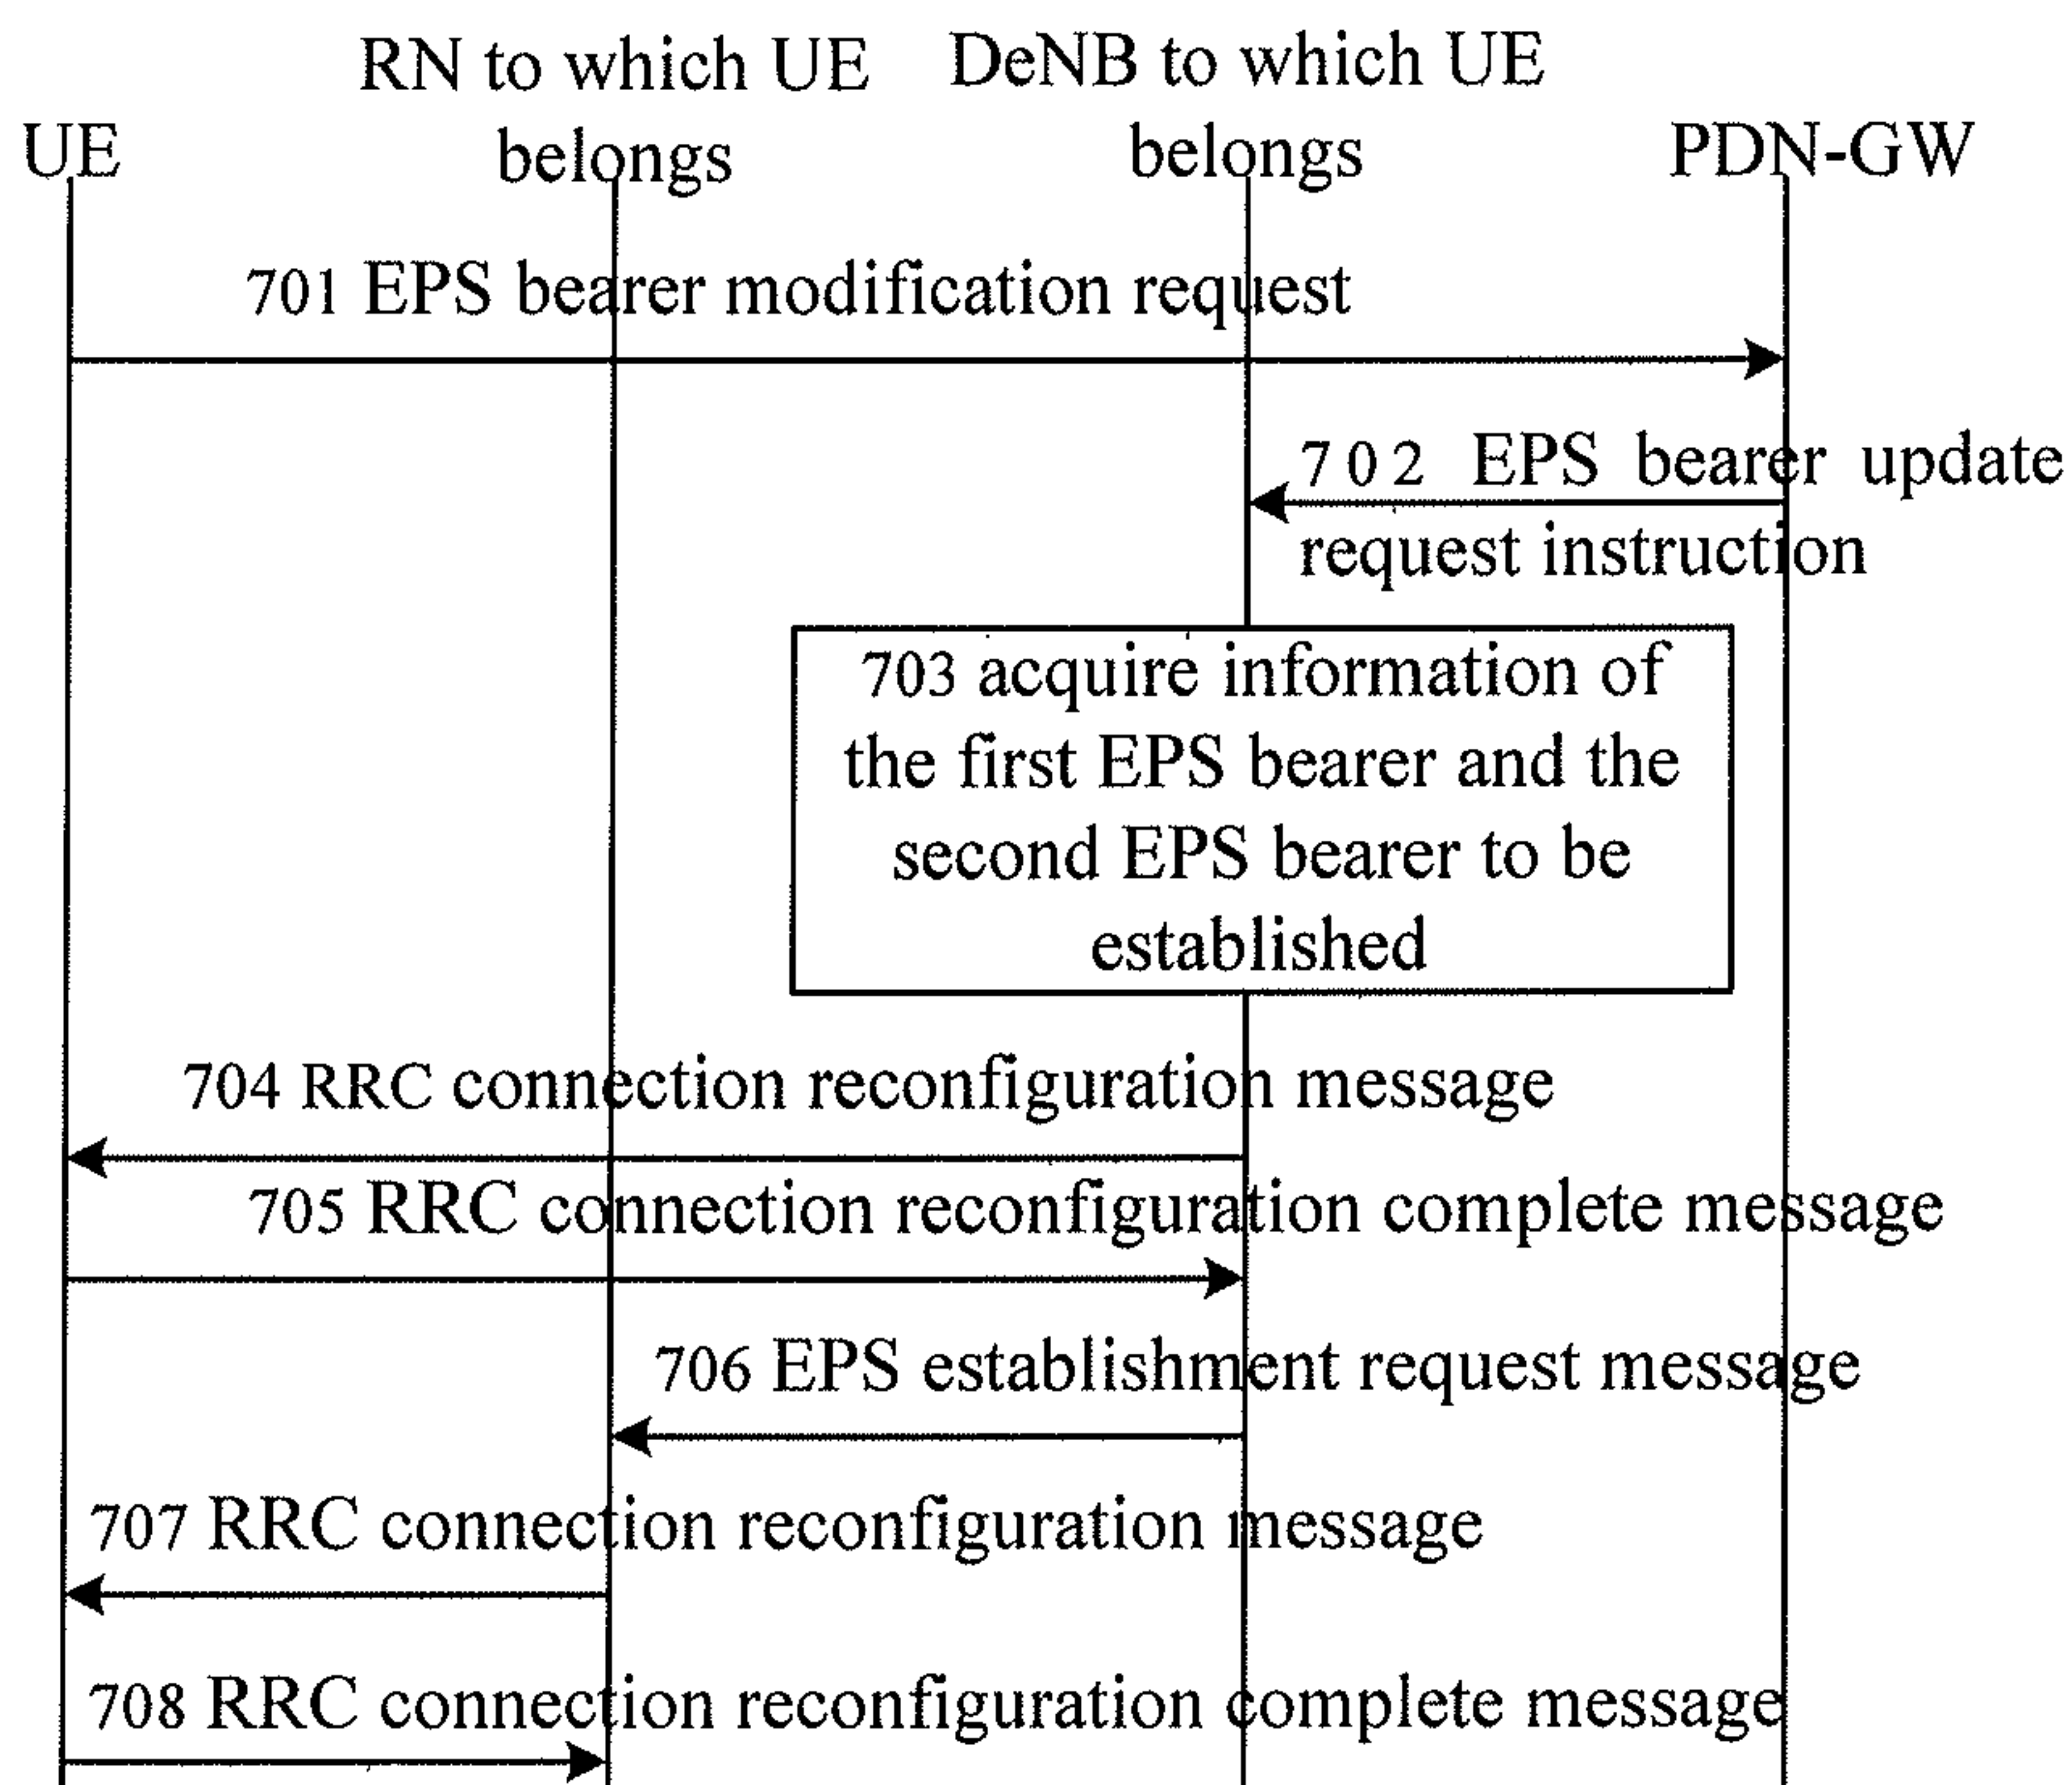 RN to which UE belongs
DeNB to which UE belongs
UE
PDN-GW
701 EPS bearer modification request
702 EPS bearer update
request instruction
703 acquire information of
the first EPS bearer and the
second EPS bearer to be
established
704 RRC connection reconfiguration message
705 RRC connection reconfiguration complete message
706 EPS establishment request message
707 RRC connection reconfiguration message
708 RRC connection reconfiguration complete message